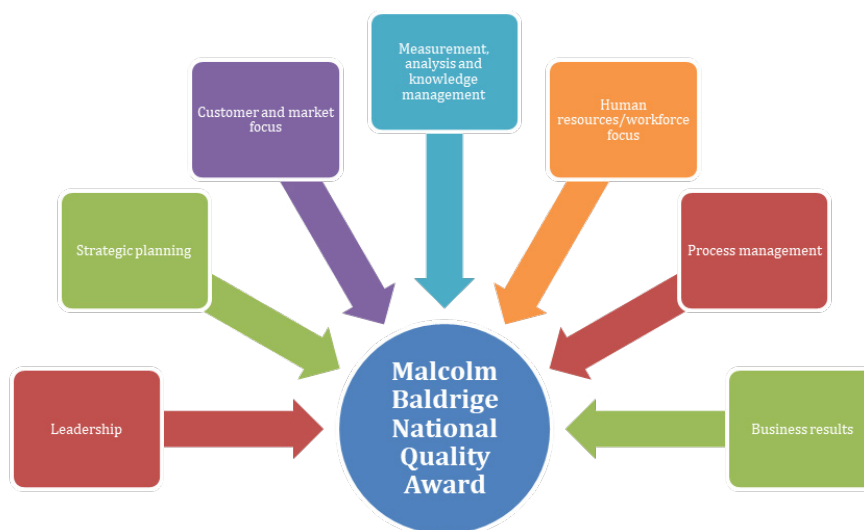 Measurement,
analysis and
knowledge
management
Customer and market
focus
Human
resources/workforce
focus
Strategic planning
Process management
Leadership
Malcolm
Baldrige
National
Quality
Award
Business results